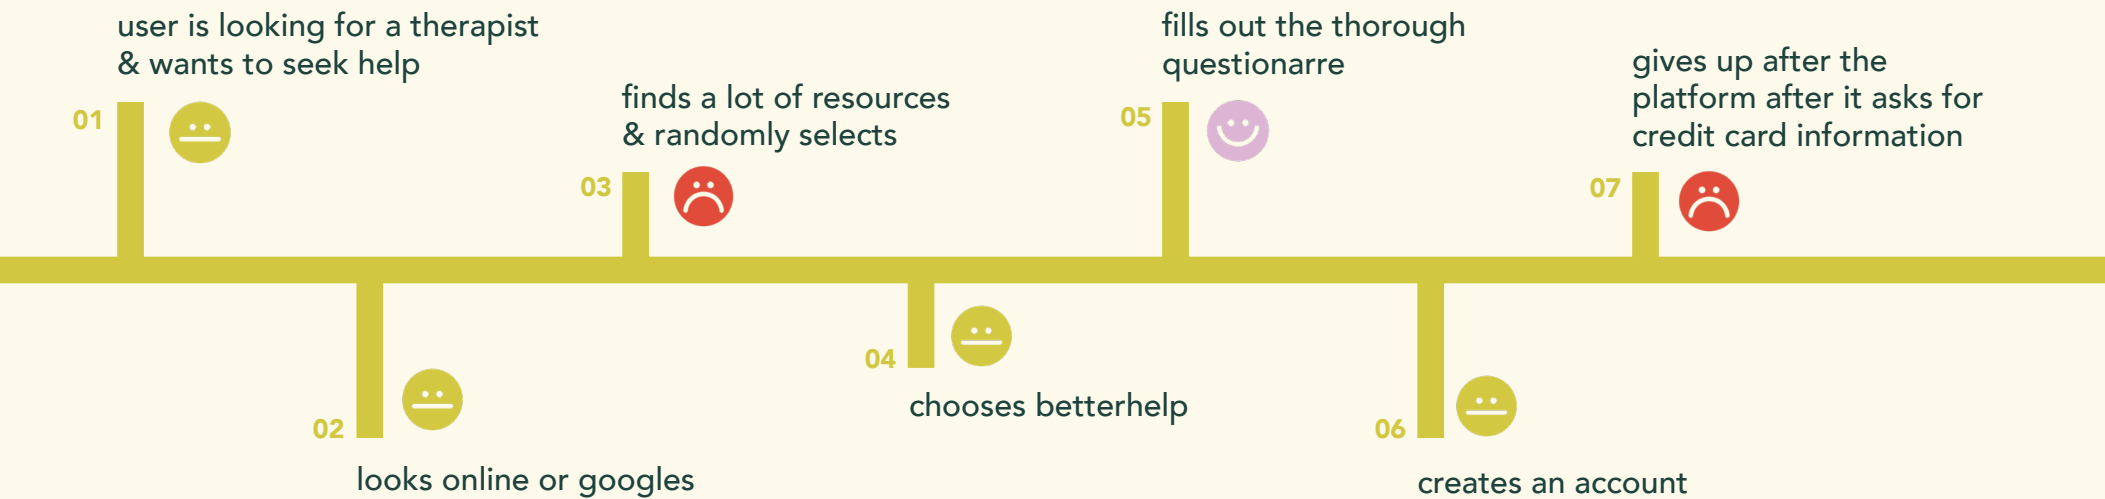 01
user is looking for a therapist
& wants to seek help
02
looks online or googles
03
finds a lot of resources
& randomly selects
04
chooses betterhelp
05
fills out the thorough
questionarre
06
creates an account
07
gives up after the
platform after it asks for
credit card information